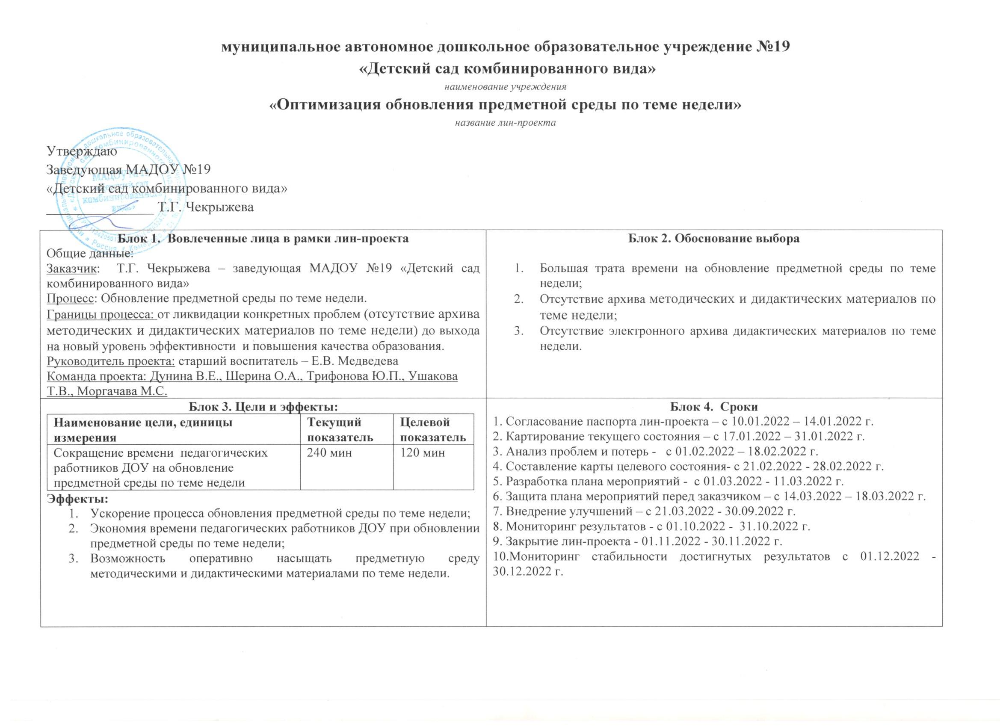 муниципальное автономное дошкольное образовательное учреждение №19
«Детский сад комбинированного вида»
наименование учреждения
«Оптимизация обновления предметной среды по теме недели»
название лин-проекта
Утверждаю
Заведующая МАДОУ №19
«Детский сад комбинированного вида»
Т.Г. Чекрыжева
Блок 1. Вовлеченные лица в рамки лин-проекта
Общие данные:
Заказчик: Т.Г. Чекрыжева – заведующая МАДОУ №19 «Детский сад
комбинированного вида»
Процесс: Обновление предметной среды по теме недели.
Границы процесса: от ликвидации конкретных проблем (отсутствие архива
методических и дидактических материалов по теме недели) до выхода
на новый уровень эффективности и повышения качества образования.
Руководитель проекта: старший воспитатель – Е.В. Медведева
Команда проекта: Дунина В.Е., Шерина О.А., Трифонова Ю.П., Ушакова
Т.В., Моргачава М.С.
Блок 2. Обоснование выбора
1. Большая трата времени на обновление предметной среды по теме
недели;
2. Отсутствие архива методических и дидактических материалов по
теме недели;
3. Отсутствие электронного архива дидактических материалов по теме
недели.
Блок 3. Цели и эффекты:
Наименование цели, единицы
измерения
Текущий
показатель
Целевой
показатель
Сокращение времени педагогических
работников ДОУ на обновление
предметной среды по теме недели
240 мин
120 мин
Эффекты:
1. Ускорение процесса обновления предметной среды по теме недели;
2. Экономия времени педагогических работников ДОУ при обновлении
предметной среды по теме недели;
3. Возможность оперативно насыщать предметную среду
методическими и дидактическими материалами по теме недели.
Блок 4. Сроки
1. Согласование паспорта лин-проекта – с 10.01.2022 – 14.01.2022 г.
2. Картирование текущего состояния – с 17.01.2022 – 31.01.2022 г.
3. Анализ проблем и потерь - с 01.02.2022 – 18.02.2022 г.
4. Составление карты целевого состояния- с 21.02.2022 - 28.02.2022 г.
5. Разработка плана мероприятий - с 01.03.2022 - 11.03.2022 г.
6. Защита плана мероприятий перед заказчиком – с 14.03.2022 – 18.03.2022 г.
7. Внедрение улучшений – с 21.03.2022 - 30.09.2022 г.
8. Мониторинг результатов - с 01.10.2022 - 31.10.2022 г.
9. Закрытие лин-проекта - 01.11.2022 - 30.11.2022 г.
10.Мониторинг стабильности достигнутых результатов с 01.12.2022 -
30.12.2022 г.
МАДОУ №19
«Детский сад
комбинированного
вида»